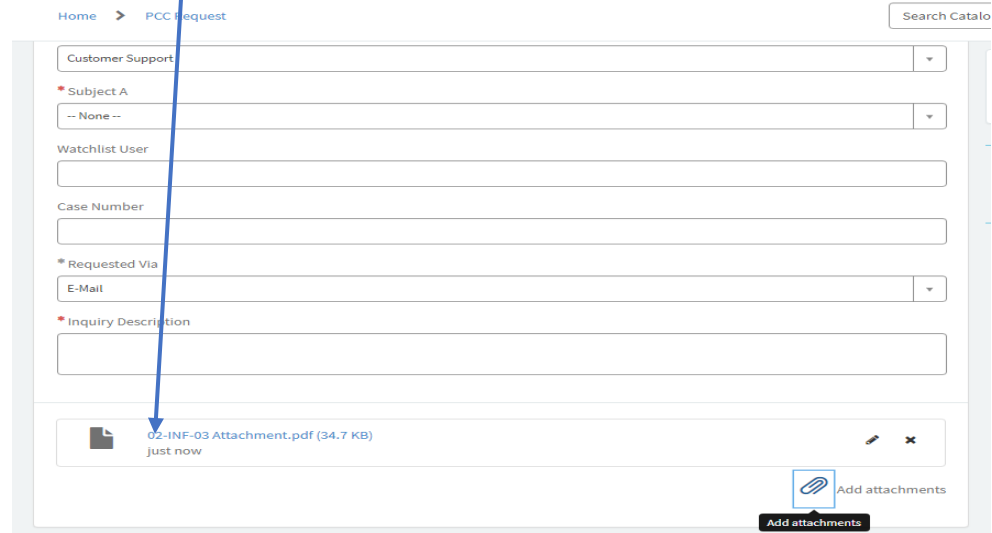 Home > PCC Request
Search Catalo
Customer Support
* Subject A
-- None --
Watchlist User
Case Number
* Requested Via
E-Mail
* Inquiry Description
02-INF-03 Attachment.pdf (34.7 KB)
just now
Add attachments
Add attachments